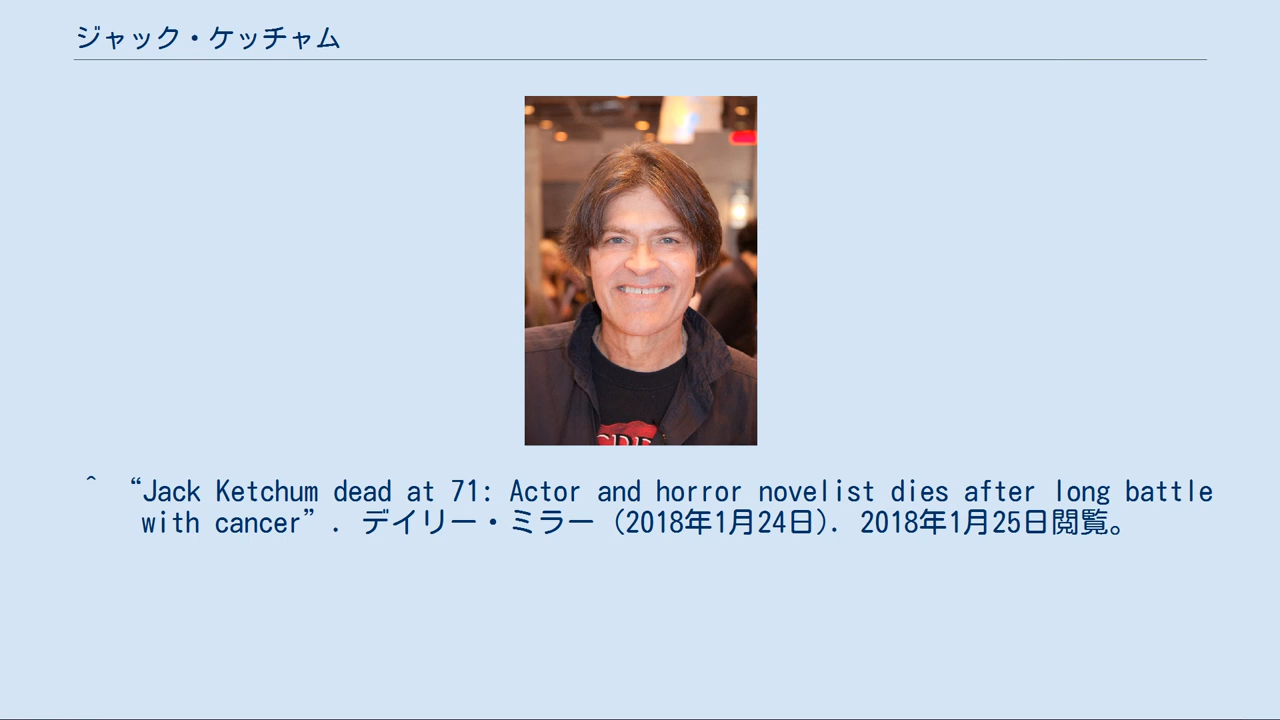 ジャック・ケッチャム
^ “Jack Ketchum dead at 71: Actor and horror novelist dies after long battle
with cancer”. デイリー・ミラー (2018年1月24日). 2018年1月25日閲覧。